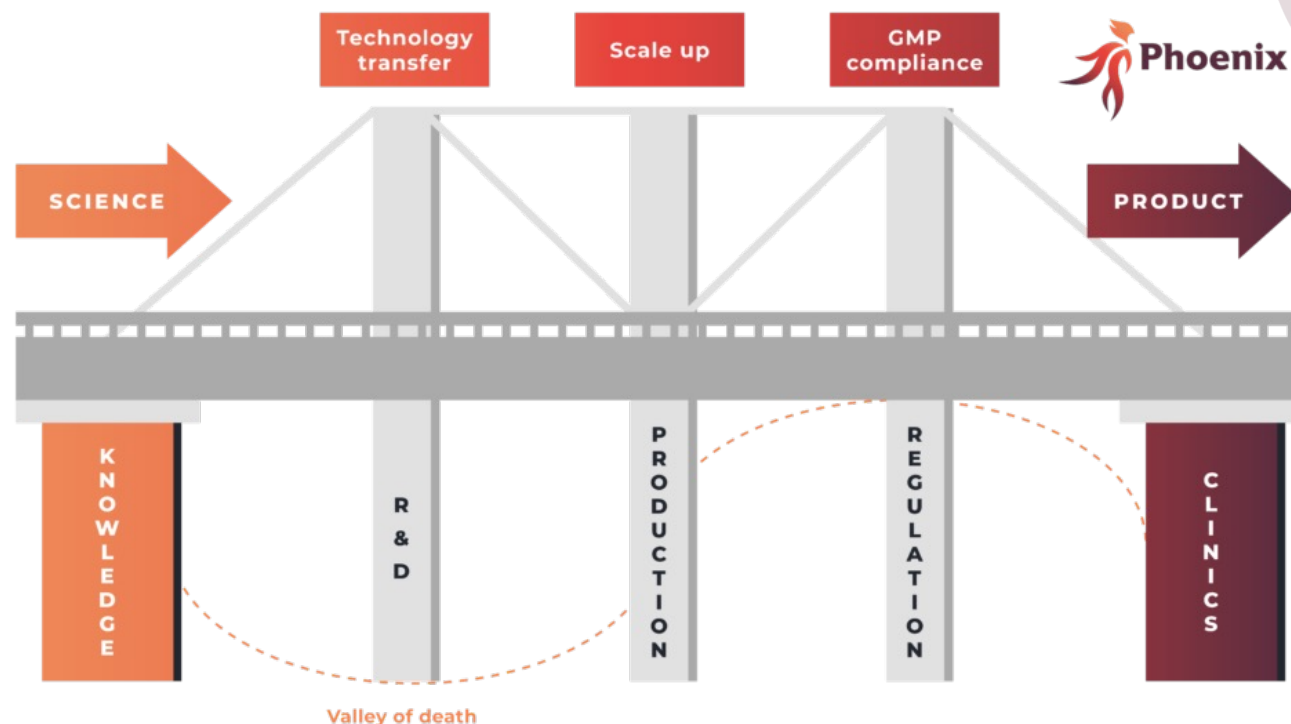 Technology
transfer
Scale up
GMP
compliance
Phoenix
SCIENCE
PRODUCT
KNOWLEDGE
R&D
PRODUCTION
REGULATION
CLINICS
Valley of death